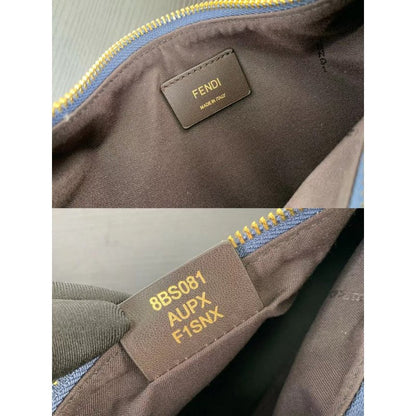 FENDI
MADE IN ITALY
8BS081
AUPX
F1SNX